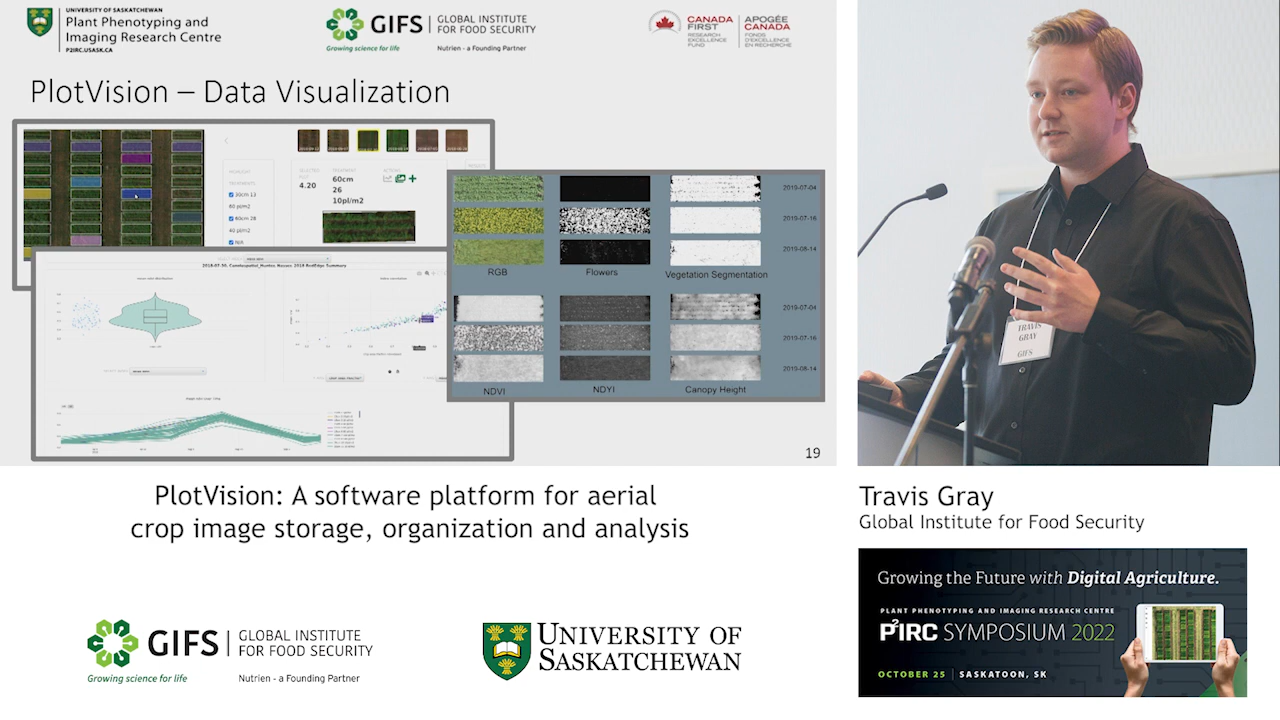 UNIVERSITY OF SASKATCHEWAN
Plant Phenotyping and
Imaging Research Centre
P2IRC.USASK.CA
GIFS
GLOBAL INSTITUTE
FOR FOOD SECURITY
Growing science for life
Nutrien - a Founding Partner
CANADA
FIRST
RESEARCH
EXCELLENCE
FUND
APOGÉE
CANADA
FONDS
D'EXCELLENCE
EN RECHERCHE
PlotVision – Data Visualization
4.20
60cm
26
10pl/m2
30cm 13
60 pl/m2
60cm 28
40 pl/m2
N/A
RGB
Flowers
Vegetation Segmentation
2019-07-04
2019-07-16
2019-08-14
NDVI
NDYI
Canopy Height
2019-07-04
2019-07-16
2019-08-14
19
TRAVIS
GRAY
GIFS
PlotVision: A software platform for aerial
crop image storage, organization and analysis
Travis Gray
Global Institute for Food Security
GIFS
GLOBAL INSTITUTE
FOR FOOD SECURITY
Growing science for life
Nutrien - a Founding Partner
UNIVERSITY OF
SASKATCHEWAN
Growing the Future with Digital Agriculture.
PLANT PHENOTYPING AND IMAGING RESEARCH CENTRE
P²IRC SYMPOSIUM 2022
OCTOBER 25 | SASKATOON, SK